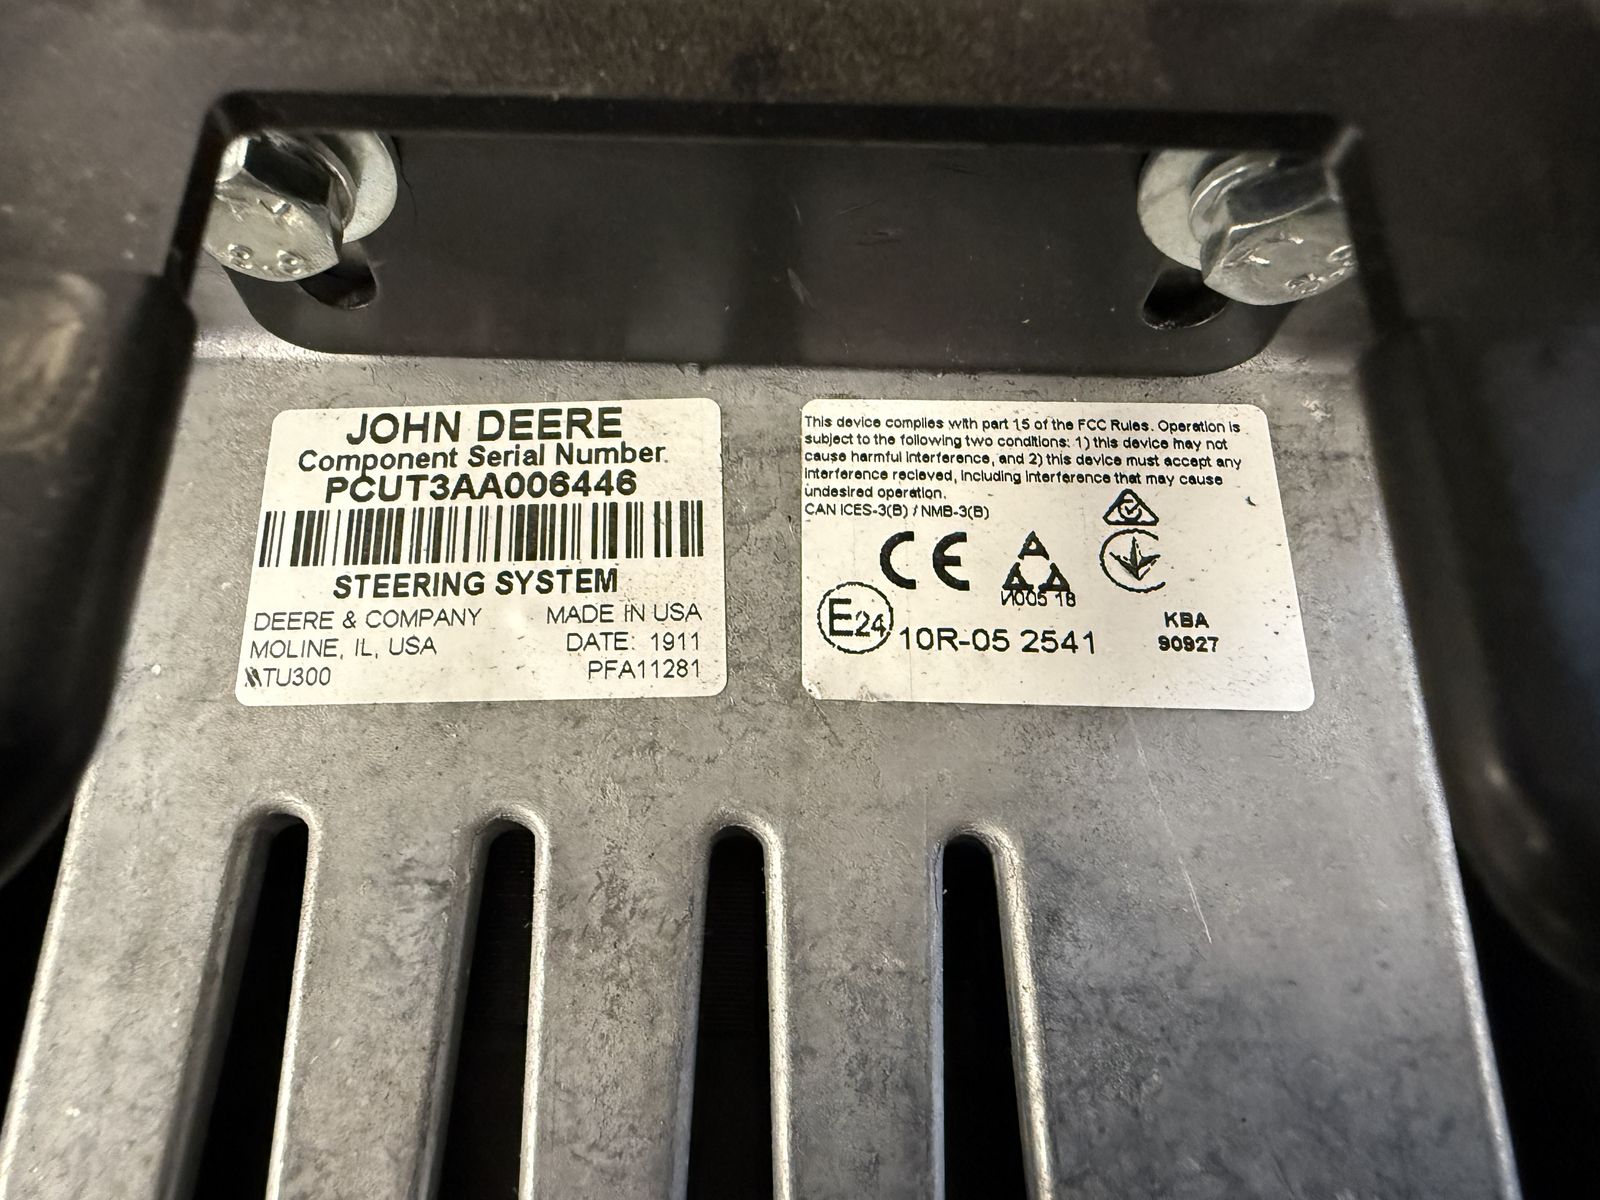 JOHN DEERE
Component Serial Number
PCUT3AA006446
STEERING SYSTEM
DEERE & COMPANY MADE IN USA
MOLINE, IL, USA DATE: 1911
ATU300 PFA11281
This device complies with part 15 of the FCC Rules. Operation is
subject to the following two conditions: 1) this device may not
cause harmful interference, and 2) this device must accept any
interference recieved, including interference that may cause
undesired operation.
CAN ICES-3(B) / NMB-3(B)
CE
И005 18
E24 10R-05 2541
KBA
90927